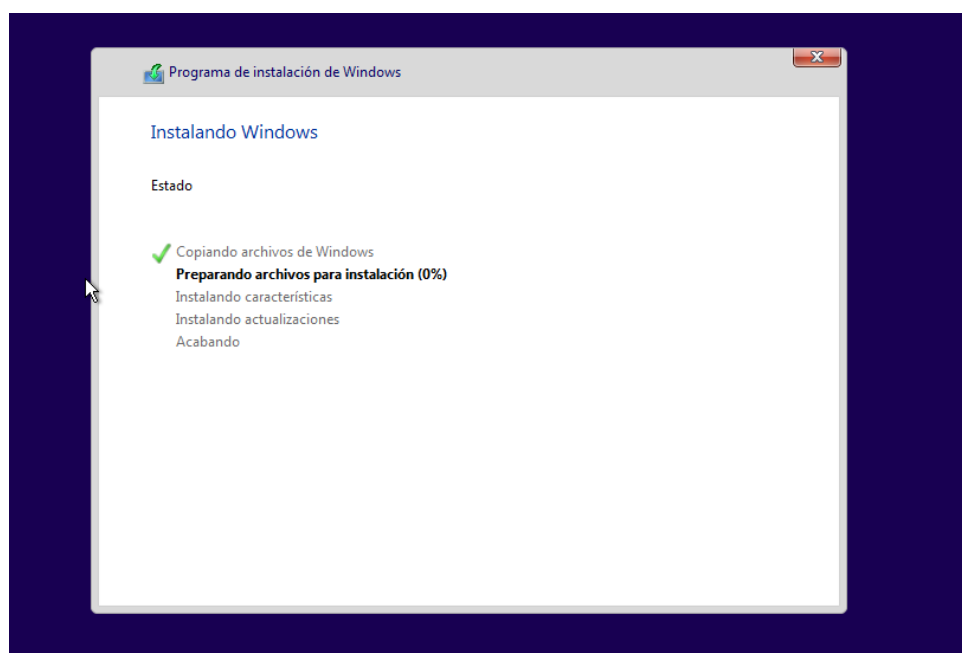 Programa de instalación de Windows
Instalando Windows
Estado
Copiando archivos de Windows
Preparando archivos para instalación (0%)
Instalando características
Instalando actualizaciones
Acabando